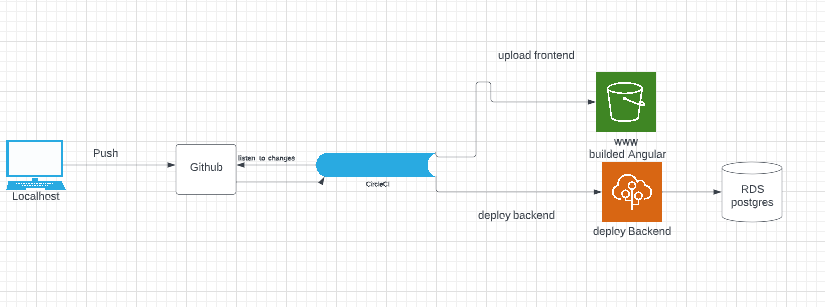 upload frontend
www
builded Angular
Push
listen to changes
Github
CircleCI
Localhost
RDS
postgres
deploy backend
deploy Backend